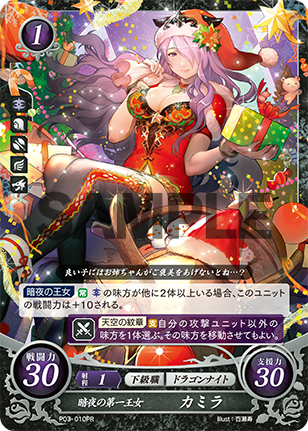 1
SAMPLE
良い子にはお姉ちゃんがご褒美をあげないとね…?
暗夜の王女 常 の味方が他に2体以上いる場合、このユニット
の戦闘力は+10される。
天空の紋章 攻 自分の攻撃ユニット以外の
味方を1体選ぶ。その味方を移動させてもよい。
戦闘力 30
射程 1 下級職 ドラゴンナイト
支援力 30
暗夜の第一王女 カミラ
P03-010PR
Illust:百瀬寿